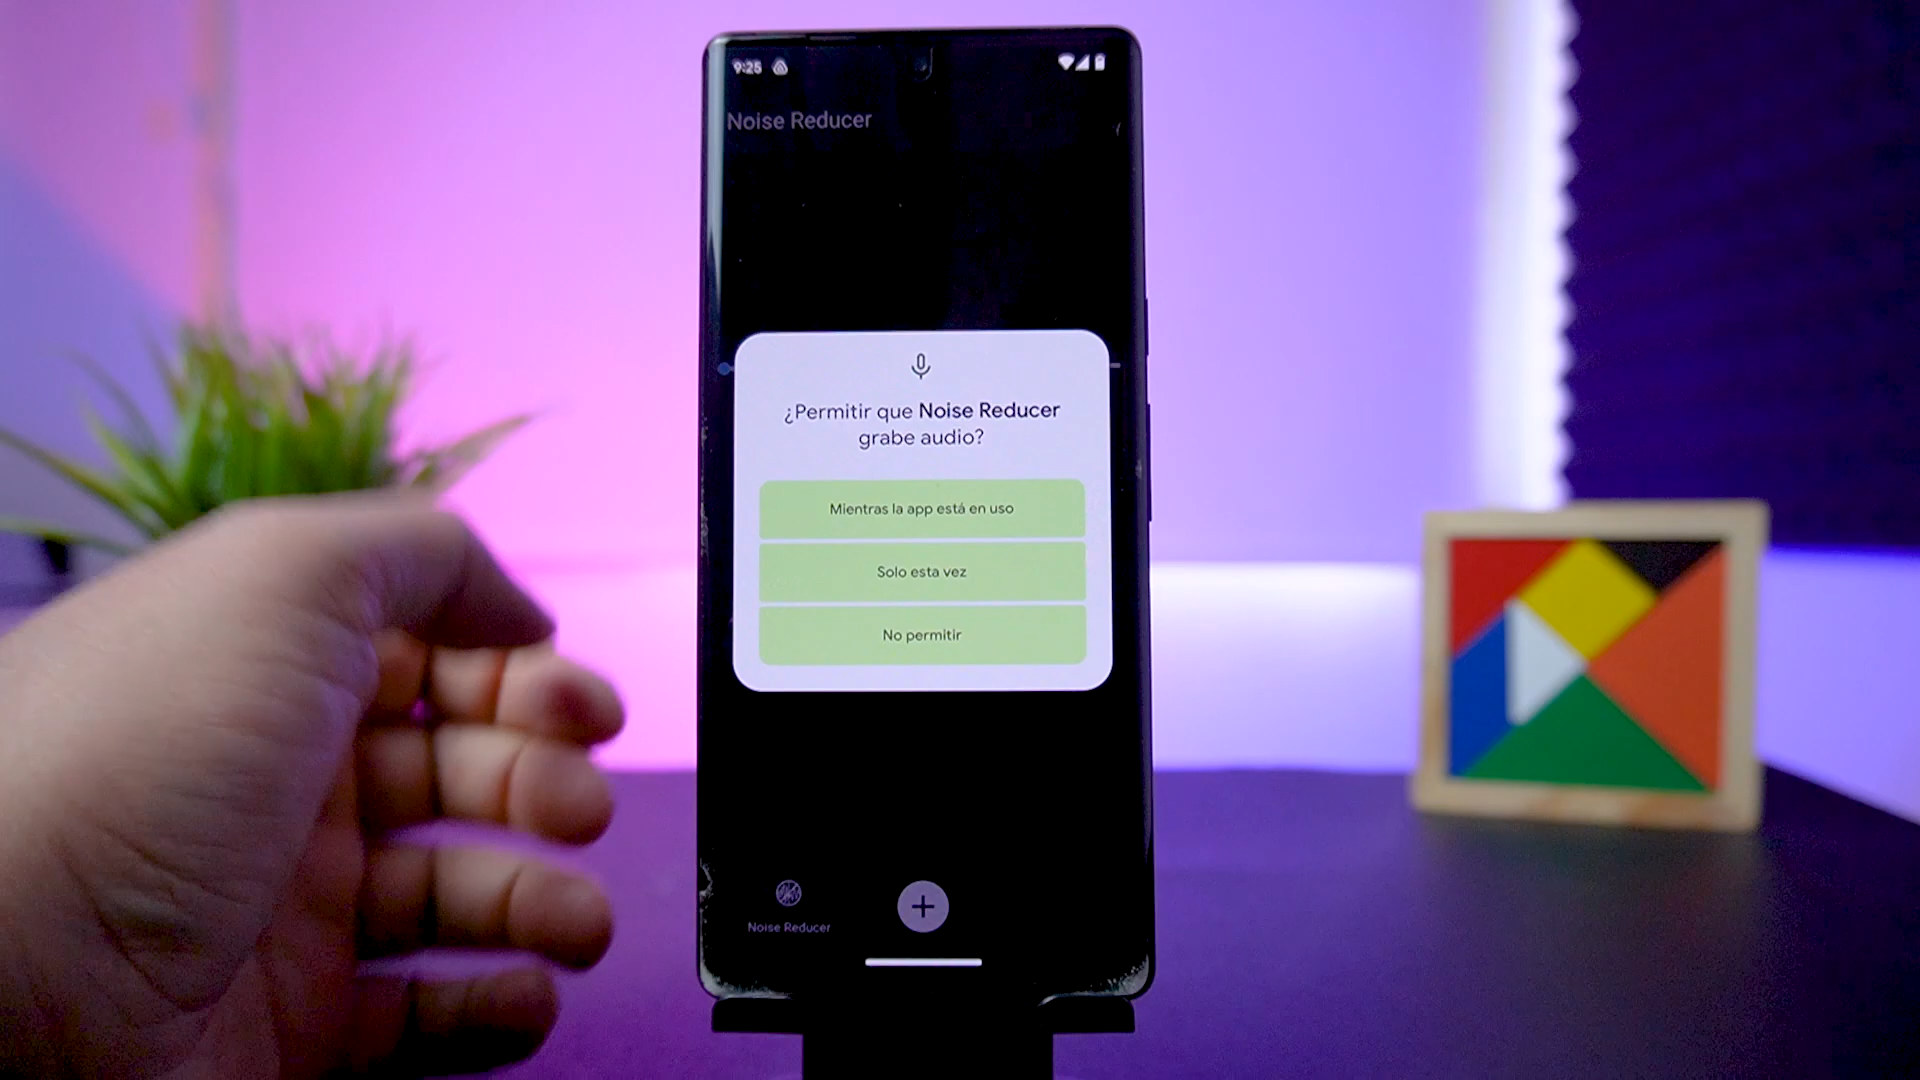 9:25
Noise Reducer
¿Permitir que Noise Reducer
grabe audio?
Mientras la app está en uso
Solo esta vez
No permitir
Noise Reducer